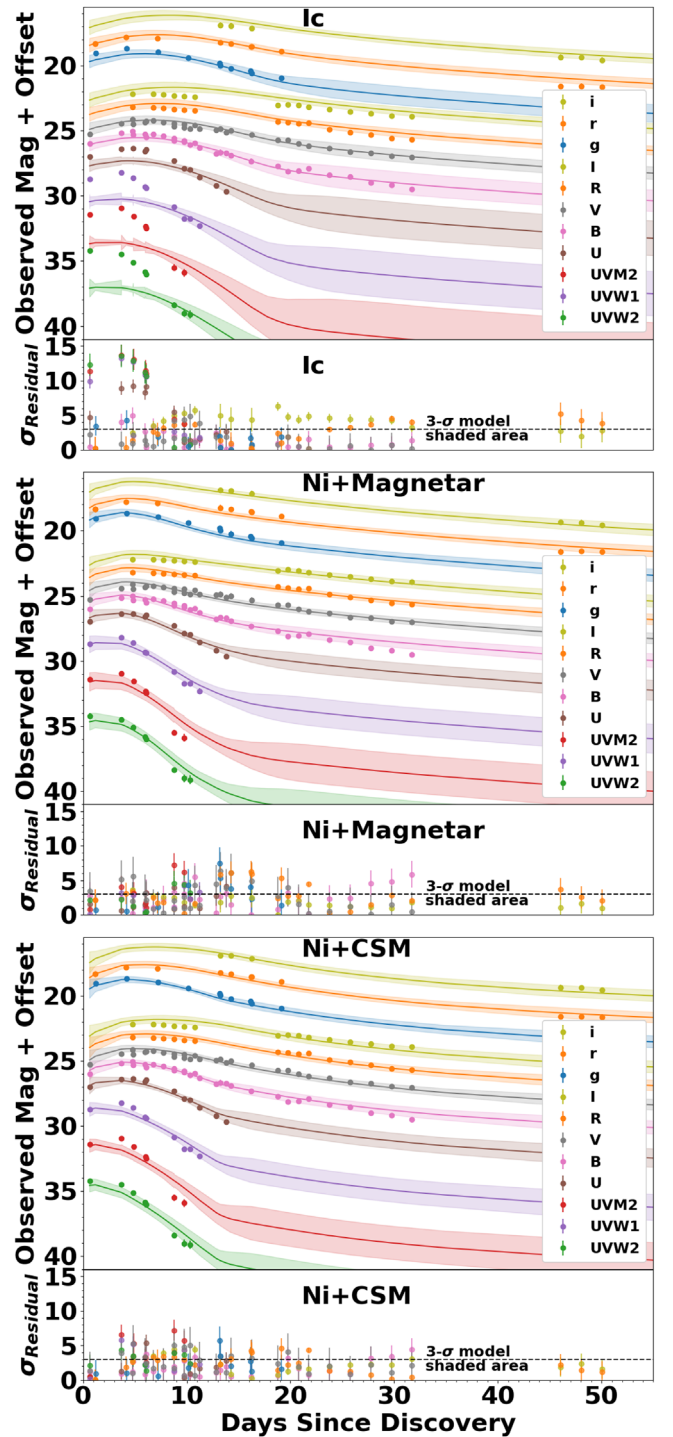 Ic
Observed Mag + Offset
20
25
30
35
40
i
r
g
I
R
V
B
U
UVM2
UVW1
UVW2
Ic
σResidual
15
10
5
0
3-σ model
shaded area
Ni+Magnetar
Observed Mag + Offset
20
25
30
35
40
i
r
g
I
R
V
B
U
UVM2
UVW1
UVW2
Ni+Magnetar
σResidual
15
10
5
0
3-σ model
shaded area
Ni+CSM
Observed Mag + Offset
20
25
30
35
40
i
r
g
I
R
V
B
U
UVM2
UVW1
UVW2
Ni+CSM
σResidual
15
10
5
0
3-σ model
shaded area
0 10 20 30 40 50
Days Since Discovery